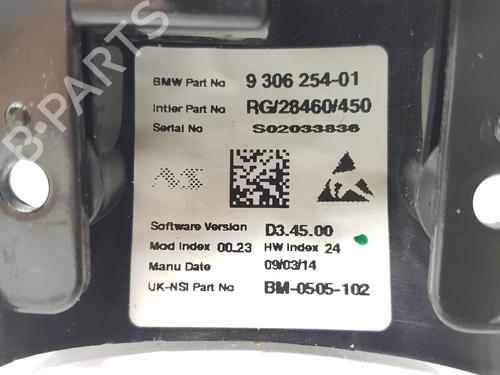 BMW Part No 9 306 254-01
Intier Part No RG/28460/450
Serial No S02033836
Software Version D3.45.00
Mod Index 00.23 HW Index 24
Manu Date 09/03/14
UK-NSI Part No BM-0505-102
B-PARTS